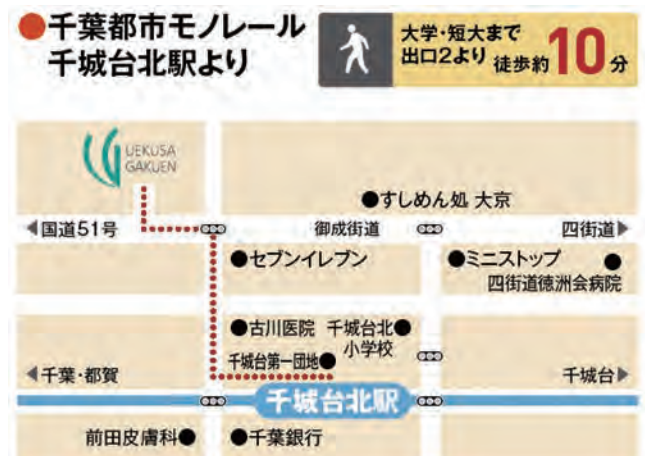 ●千葉都市モノレール
千城台北駅より
大学・短大まで
出口2より 徒歩約10分
UEKUSA
GAKUEN
●すしめん処 大京
◀国道51号
御成街道
四街道▶
●セブンイレブン
●ミニストップ
●
四街道徳洲会病院
●古川医院
千城台北●
小学校
千城台第一団地●
◀千葉・都賀
千城台▶
千城台北駅
前田皮膚科●
●千葉銀行